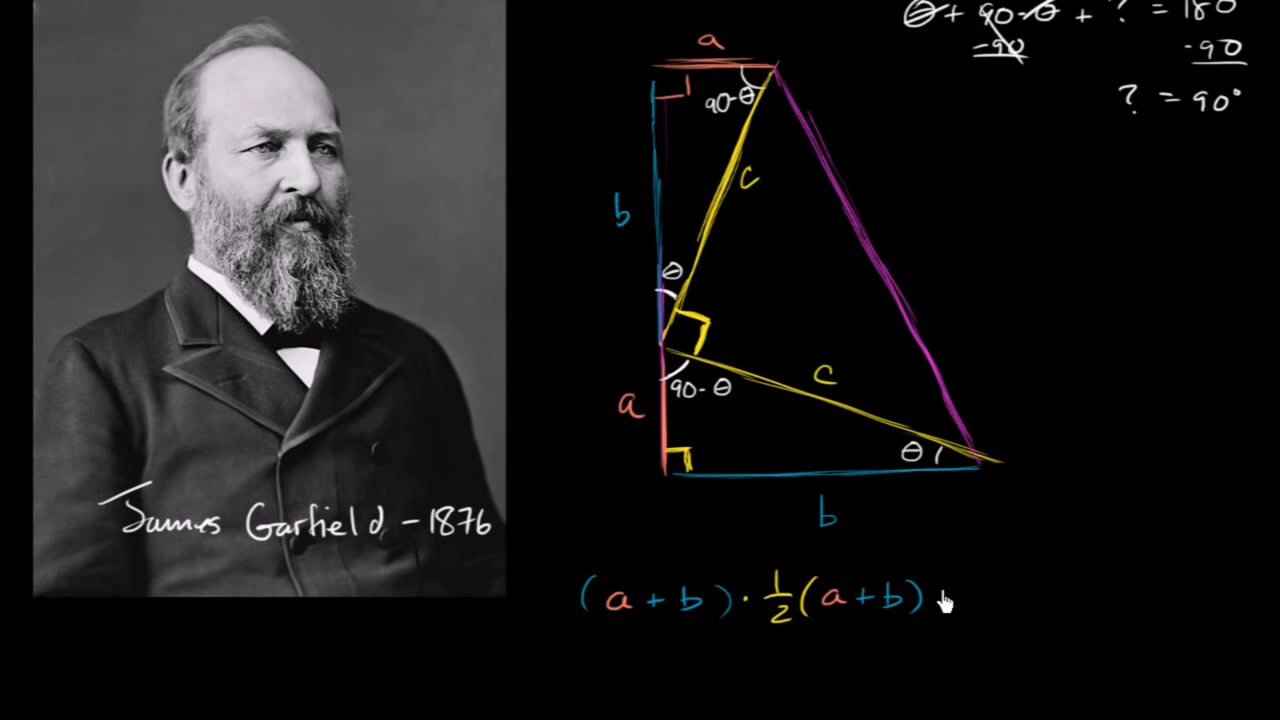 θ + 90-θ + ? = 180
-90 -90
? = 90°
a
90-θ
c
b
θ
c
90-θ
a
θ
b
James Garfield - 1876
(a + b) · 1/2 (a + b)